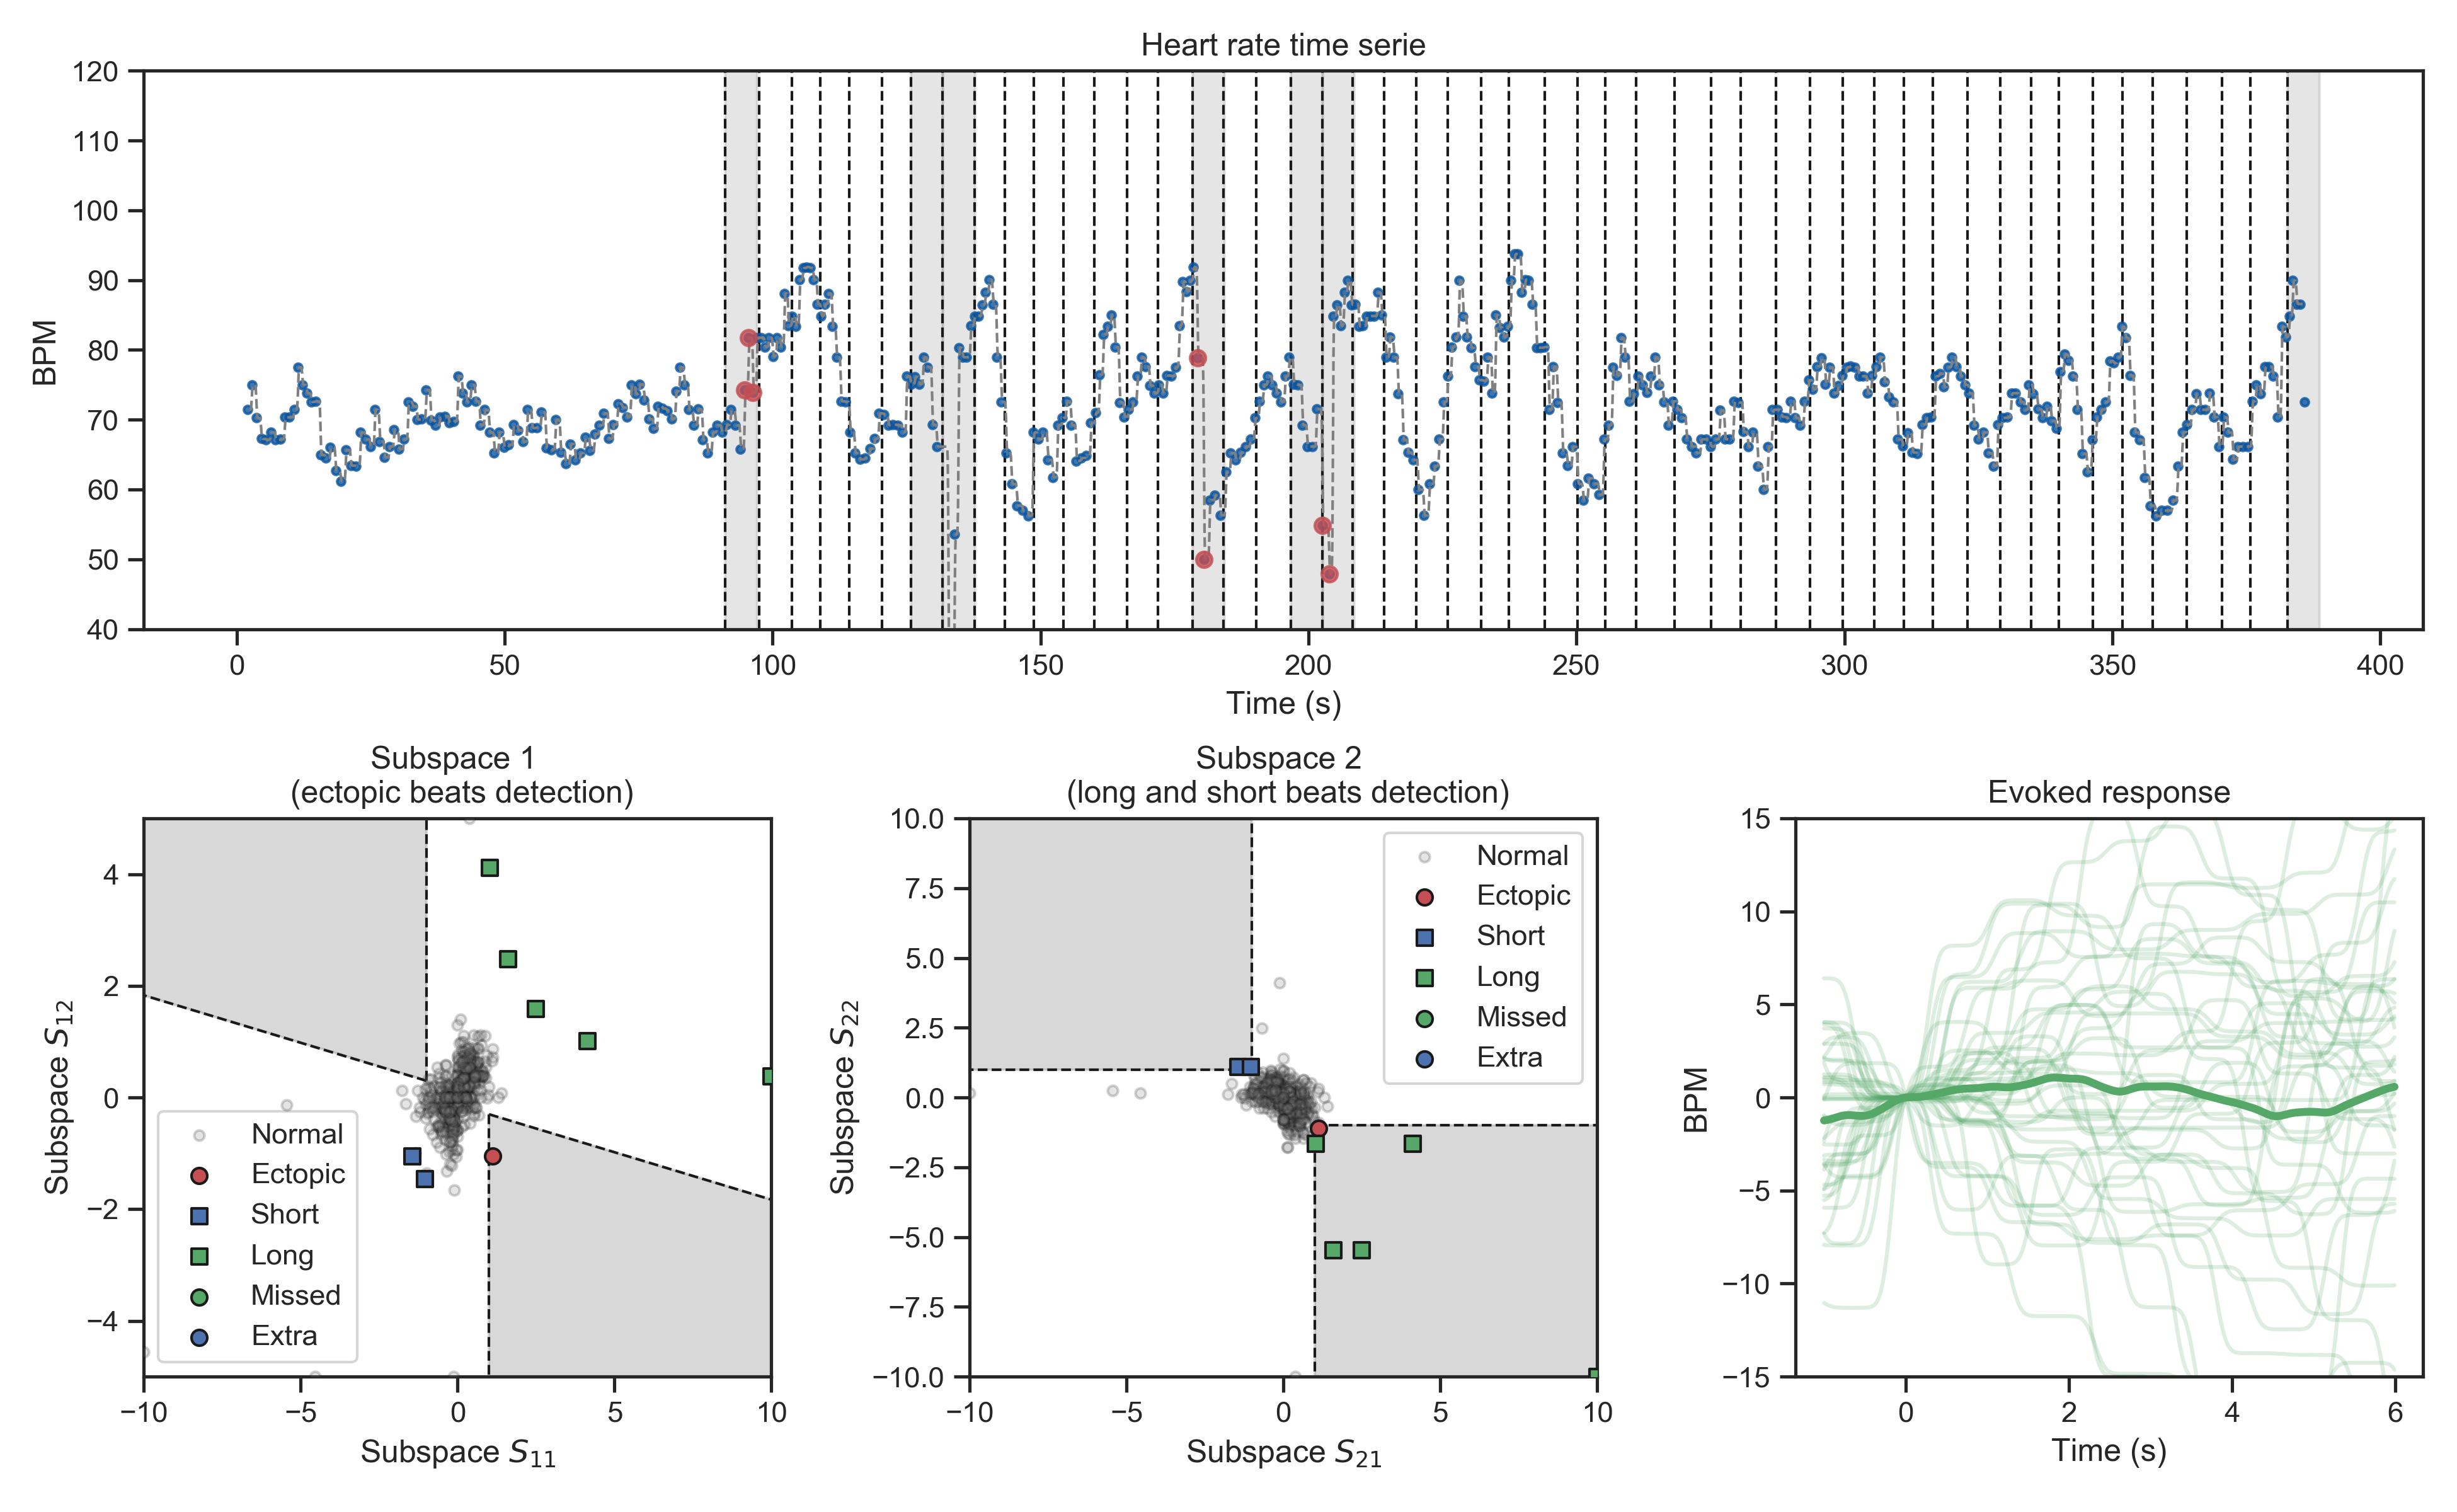 Heart rate time serie
120
110
100
90
80
70
60
50
40
BPM
0 50 100 150 200 250 300 350 400
Time (s)
Subspace 1
(ectopic beats detection)
4
2
0
−2
−4
Subspace S12
Normal
Ectopic
Short
Long
Missed
Extra
−10 −5 0 5 10
Subspace S11
Subspace 2
(long and short beats detection)
10.0
7.5
5.0
2.5
0.0
−2.5
−5.0
−7.5
−10.0
Subspace S22
Normal
Ectopic
Short
Long
Missed
Extra
−10 −5 0 5 10
Subspace S21
Evoked response
15
10
5
0
−5
−10
−15
BPM
0 2 4 6
Time (s)